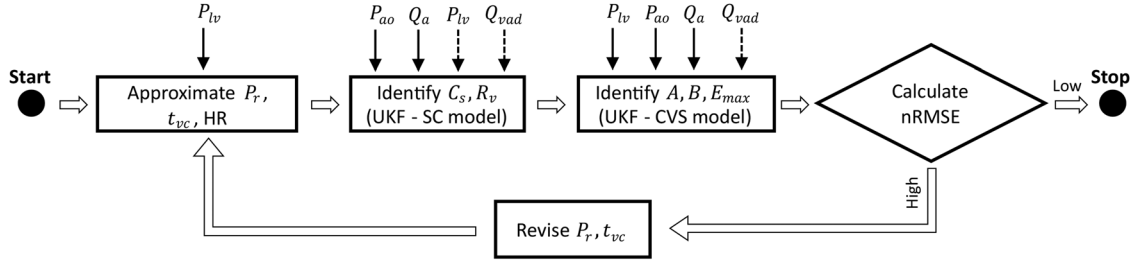 P_lv
P_ao Q_a P_lv Q_vad
P_lv P_ao Q_a Q_vad
Start
Approximate P_r,
t_vc, HR
Identify C_s, R_v
(UKF - SC model)
Identify A, B, E_max
(UKF - CVS model)
Calculate
nRMSE
Low
Stop
High
Revise P_r, t_vc